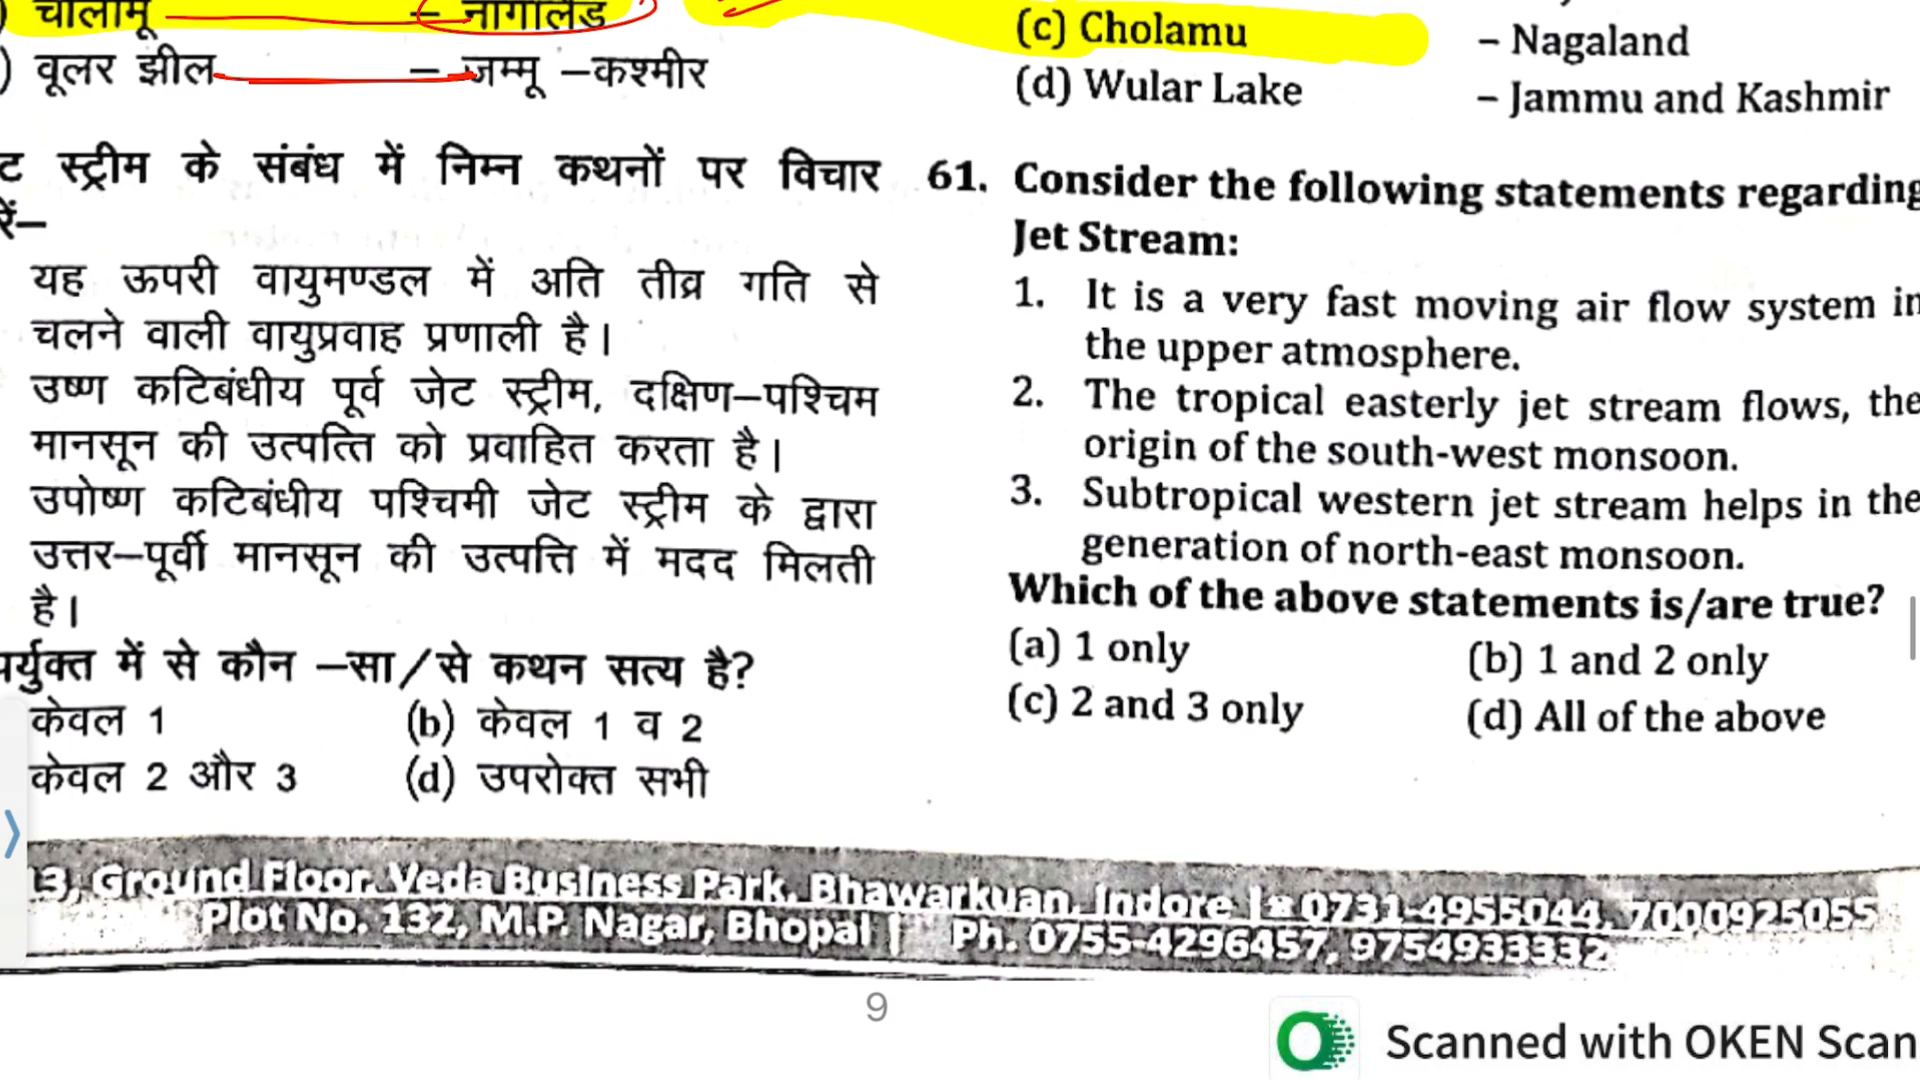 चोलामू – नागालैंड
) वूलर झील – जम्मू –कश्मीर
ट स्ट्रीम के संबंध में निम्न कथनों पर विचार
रें–
यह ऊपरी वायुमण्डल में अति तीव्र गति से
चलने वाली वायुप्रवाह प्रणाली है।
उष्ण कटिबंधीय पूर्व जेट स्ट्रीम, दक्षिण–पश्चिम
मानसून की उत्पत्ति को प्रवाहित करता है।
उपोष्ण कटिबंधीय पश्चिमी जेट स्ट्रीम के द्वारा
उत्तर–पूर्वी मानसून की उत्पत्ति में मदद मिलती
है।
पर्युक्त में से कौन –सा/से कथन सत्य है?
केवल 1 (b) केवल 1 व 2
केवल 2 और 3 (d) उपरोक्त सभी
(c) Cholamu – Nagaland
(d) Wular Lake – Jammu and Kashmir
61. Consider the following statements regarding
Jet Stream:
1. It is a very fast moving air flow system in
the upper atmosphere.
2. The tropical easterly jet stream flows, the
origin of the south-west monsoon.
3. Subtropical western jet stream helps in the
generation of north-east monsoon.
Which of the above statements is/are true?
(a) 1 only (b) 1 and 2 only
(c) 2 and 3 only (d) All of the above
13, Ground Floor, Veda Business Park, Bhawarkuan, Indore | 0731-4955044, 7000925055
Plot No. 132, M.P. Nagar, Bhopal | Ph. 0755-4296457, 9754933332
9
Scanned with OKEN Scan